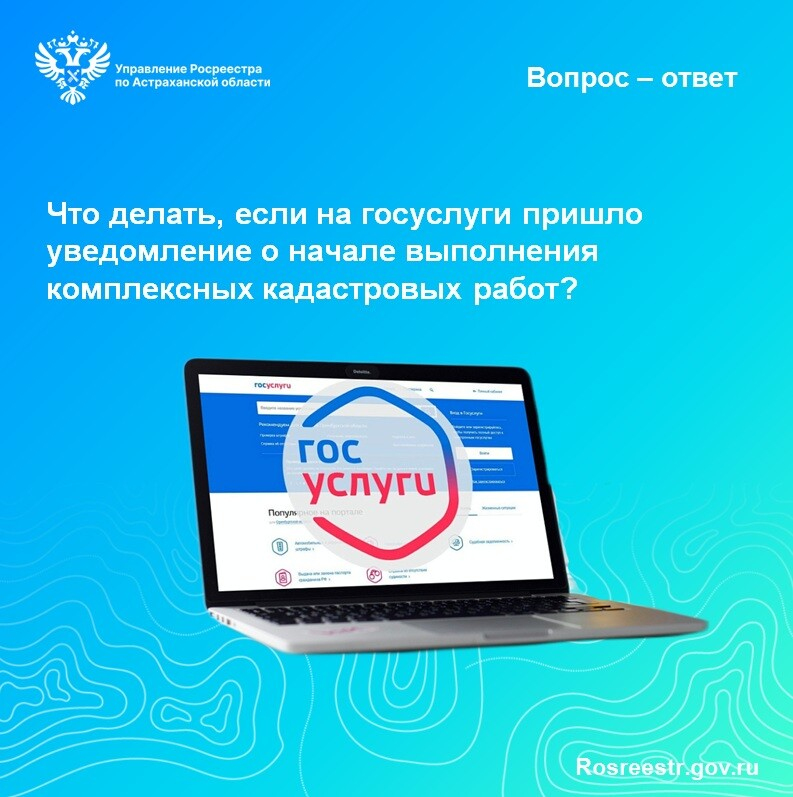 Управление Росреестра
по Астраханской области
Вопрос – ответ
Что делать, если на госуслуги пришло
уведомление о начале выполнения
комплексных кадастровых работ?
госуслуги
гос
услуги
Популярное на портале
Rosreestr.gov.ru